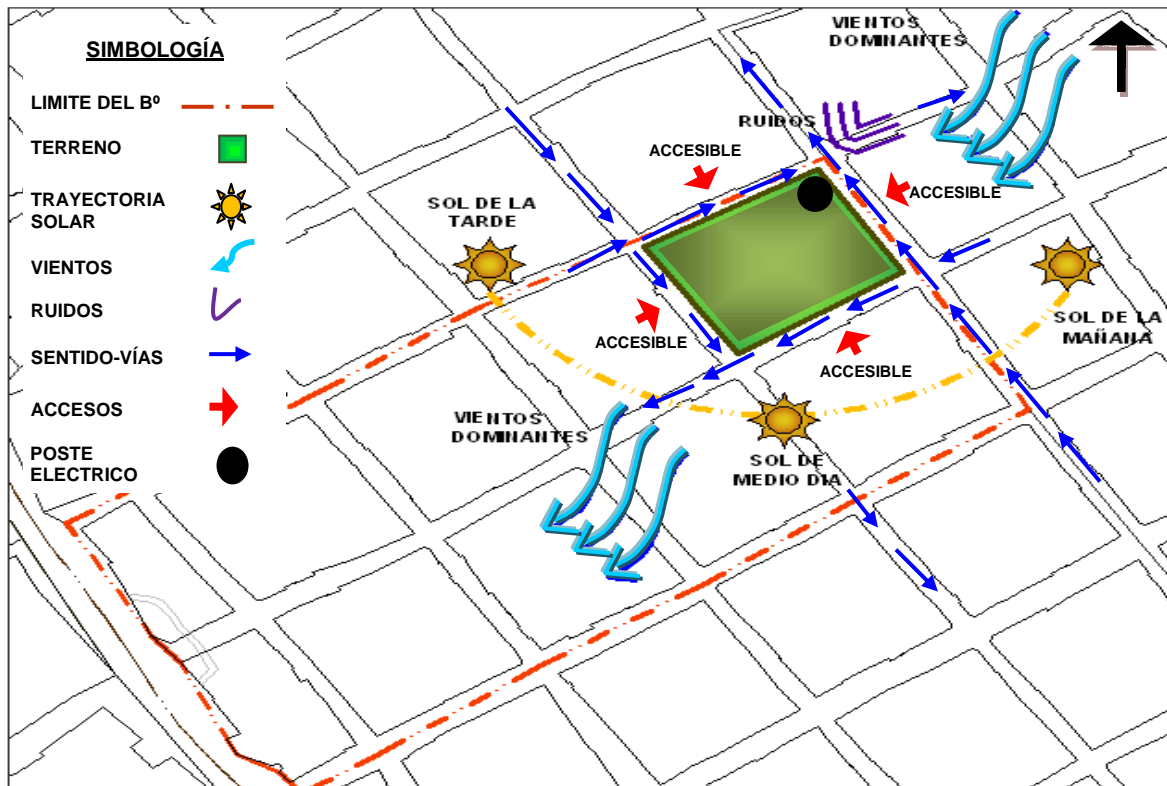 SIMBOLOGÍA
LIMITE DEL Bº
TERRENO
TRAYECTORIA
SOLAR
VIENTOS
RUIDOS
SENTIDO-VÍAS
ACCESOS
POSTE
ELECTRICO
VIENTOS
DOMINANTES
RUIDOS
ACCESIBLE
ACCESIBLE
SOL DE LA
TARDE
SOL DE LA
MAÑANA
ACCESIBLE
ACCESIBLE
VIENTOS
DOMINANTES
SOL DE
MEDIO DIA